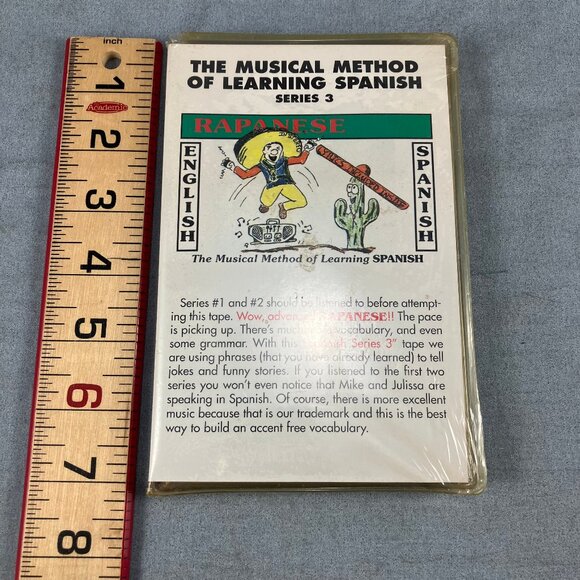 inch
1
Academic
2
3
4
5
6
7
8
THE MUSICAL METHOD
OF LEARNING SPANISH
SERIES 3
RAPANESE
ENGLISH
SPANISH
The Musical Method of Learning SPANISH
Series #1 and #2 should be listened to before attempt-
ing this tape. Wow, advanced RAPANESE!! The pace
is picking up. There's much more vocabulary, and even
some grammar. With this "Spanish Series 3" tape we
are using phrases (that you have already learned) to tell
jokes and funny stories. If you listened to the first two
series you won't even notice that Mike and Julissa are
speaking in Spanish. Of course, there is more excellent
music because that is our trademark and this is the best
way to build an accent free vocabulary.